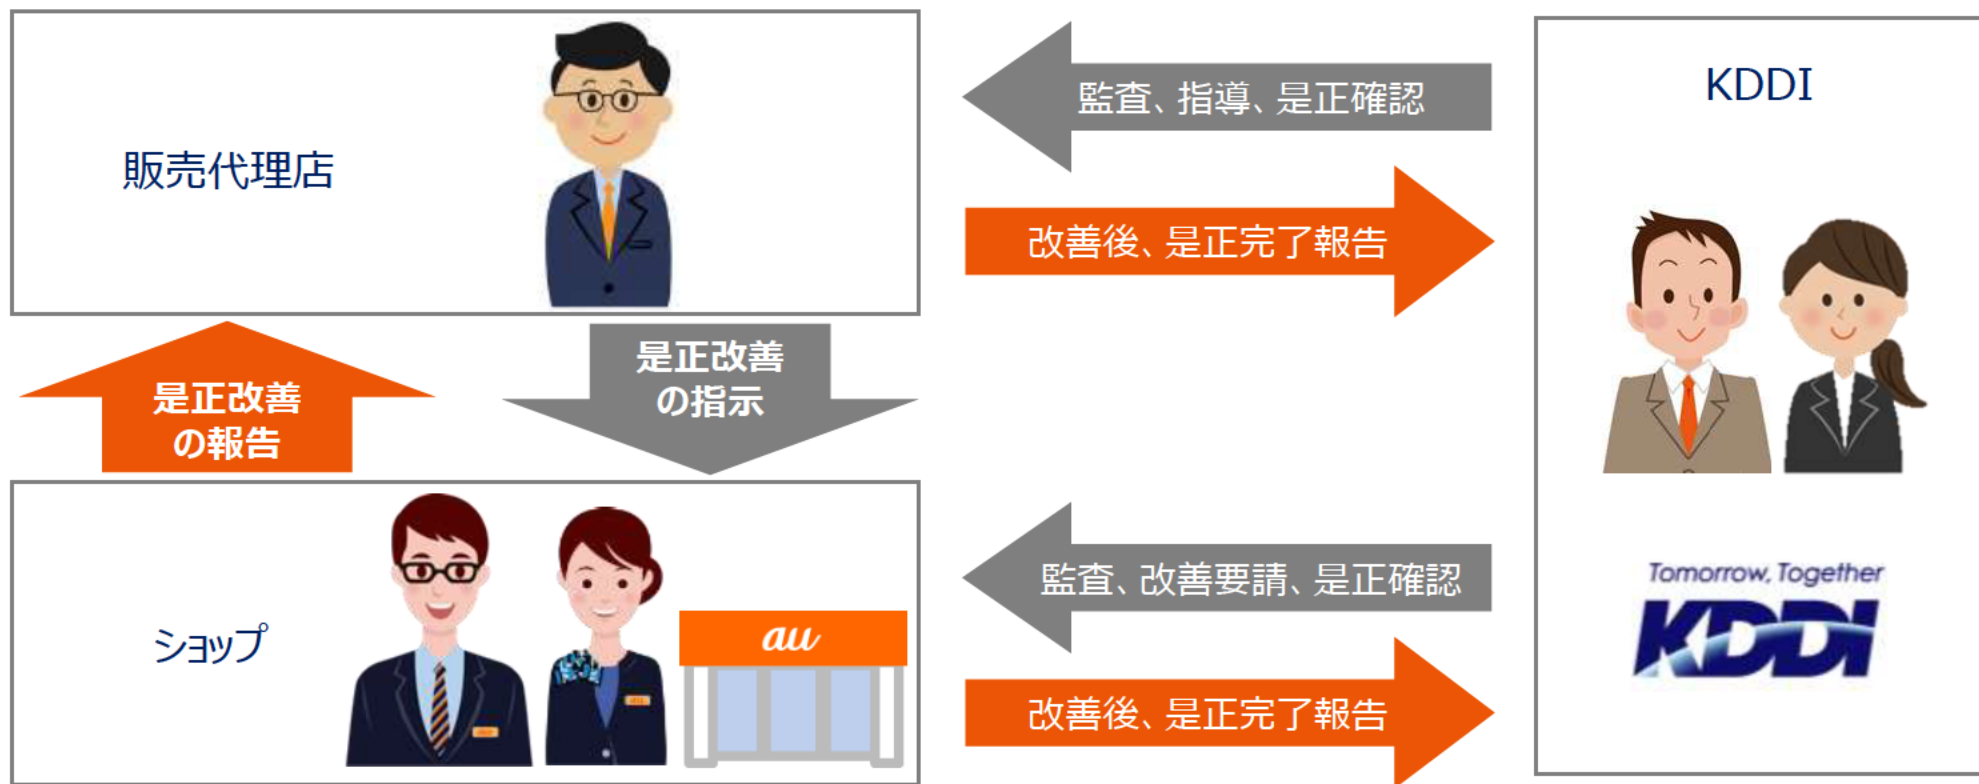 販売代理店
監査、指導、是正確認
改善後、是正完了報告
KDDI
是正改善
の報告
是正改善
の指示
ショップ
au
監査、改善要請、是正確認
改善後、是正完了報告
Tomorrow, Together
KDDI